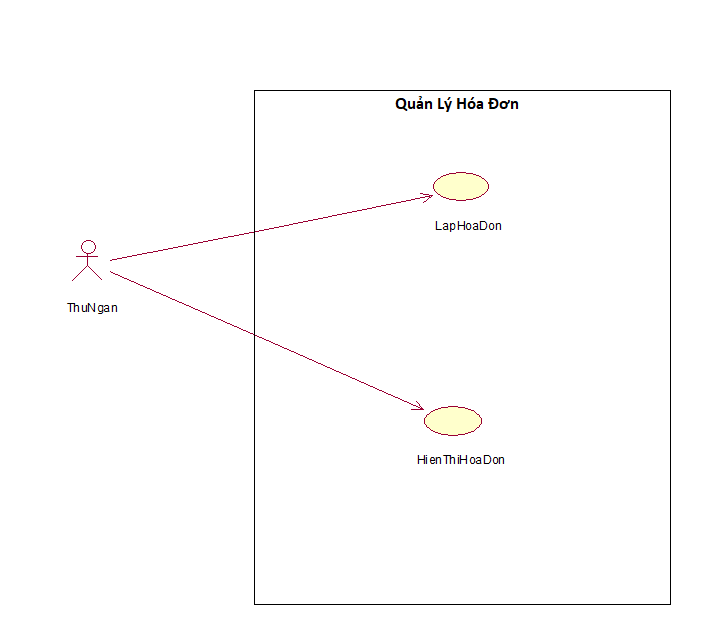 Quản Lý Hóa Đơn
LapHoaDon
ThuNgan
HienThiHoaDon